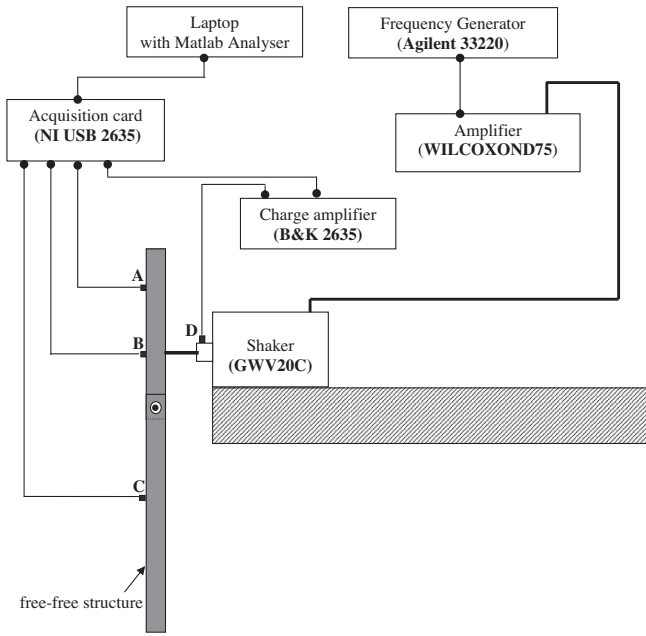 Laptop
with Matlab Analyser
Frequency Generator
(Agilent 33220)
Acquisition card
(NI USB 2635)
Amplifier
(WILCOXOND75)
Charge amplifier
(B&K 2635)
A
D
B
Shaker
(GWV20C)
C
free-free structure